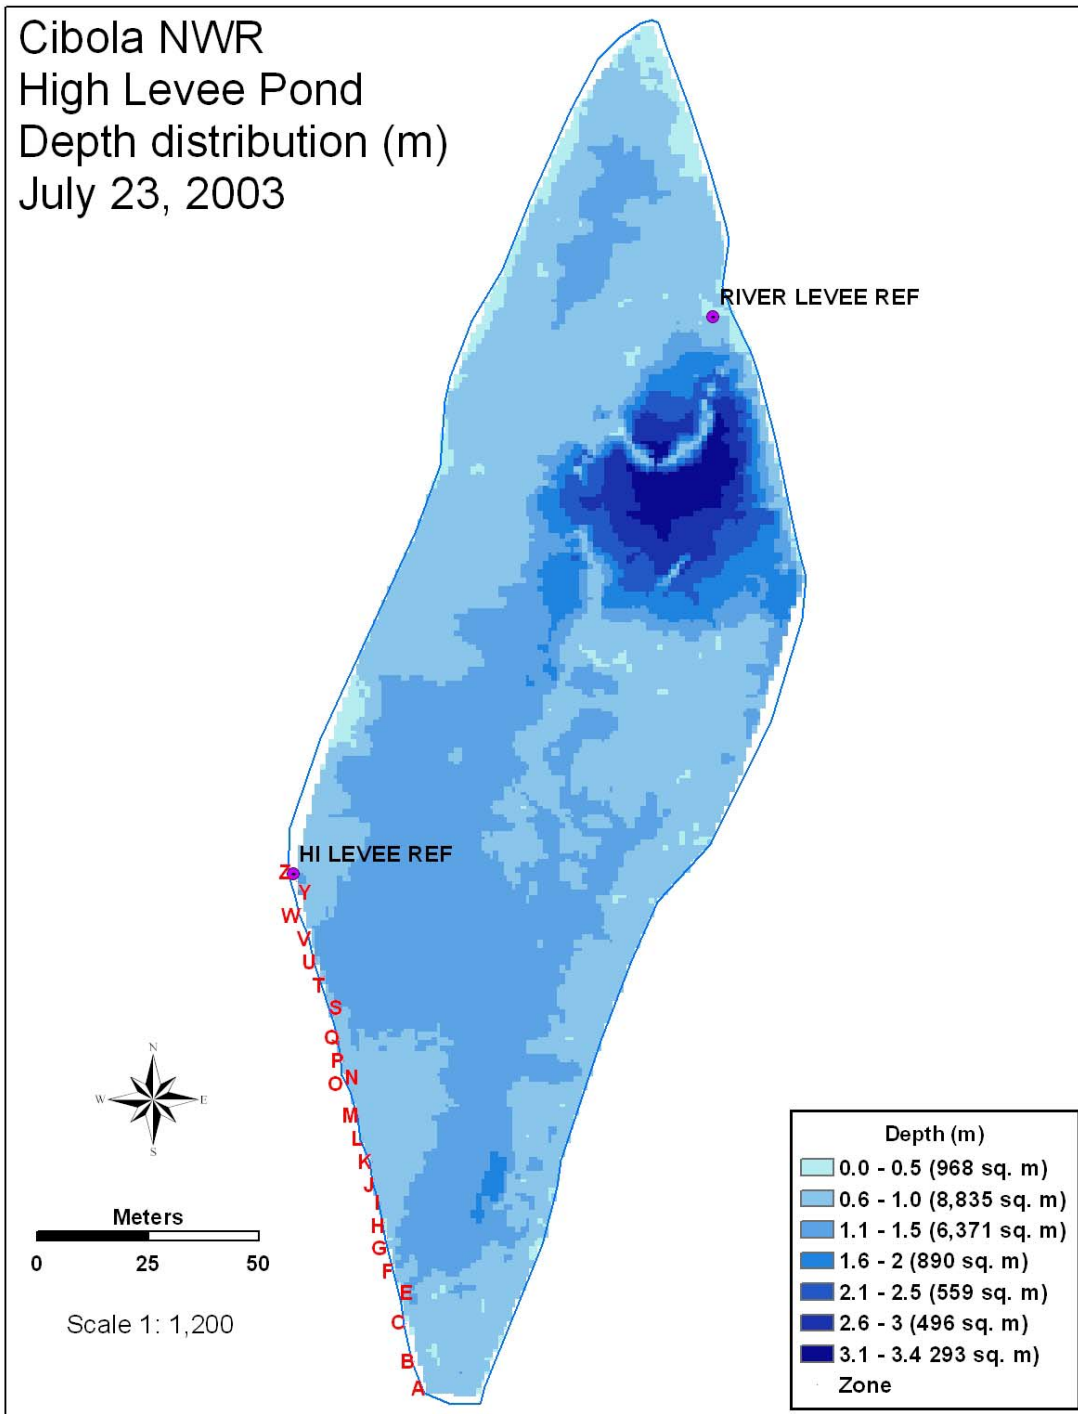 Cibola NWR
High Levee Pond
Depth distribution (m)
July 23, 2003
RIVER LEVEE REF
HI LEVEE REF
Z
Y
W
V
U
T
S
Q
P
N
O
M
L
K
J
I
H
G
F
E
C
B
A
N
W E
S
Meters
0 25 50
Scale 1: 1,200
Depth (m)
0.0 - 0.5 (968 sq. m)
0.6 - 1.0 (8,835 sq. m)
1.1 - 1.5 (6,371 sq. m)
1.6 - 2 (890 sq. m)
2.1 - 2.5 (559 sq. m)
2.6 - 3 (496 sq. m)
3.1 - 3.4 293 sq. m)
Zone